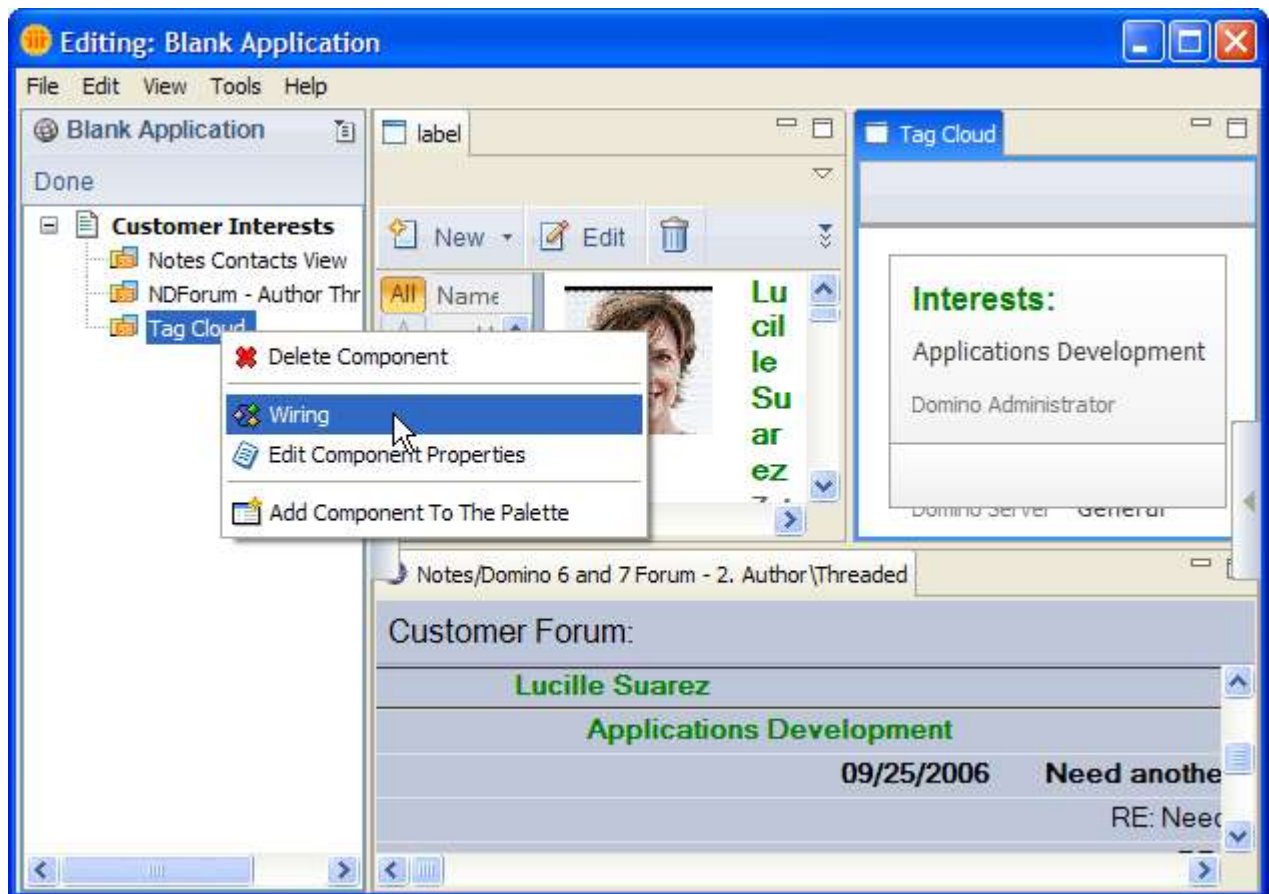 Editing: Blank Application
File Edit View Tools Help
Blank Application
label
Tag Cloud
Done
Customer Interests
Notes Contacts View
NDForum - Author Thr
Tag Cloud
New Edit
All Name
Lu
cil
le
Su
ar
ez
Interests:
Applications Development
Domino Administrator
Domino Server General
Delete Component
Wiring
Edit Component Properties
Add Component To The Palette
Notes/Domino 6 and 7 Forum - 2. Author\Threaded
Customer Forum:
Lucille Suarez
Applications Development
09/25/2006 Need anothe
RE: Need